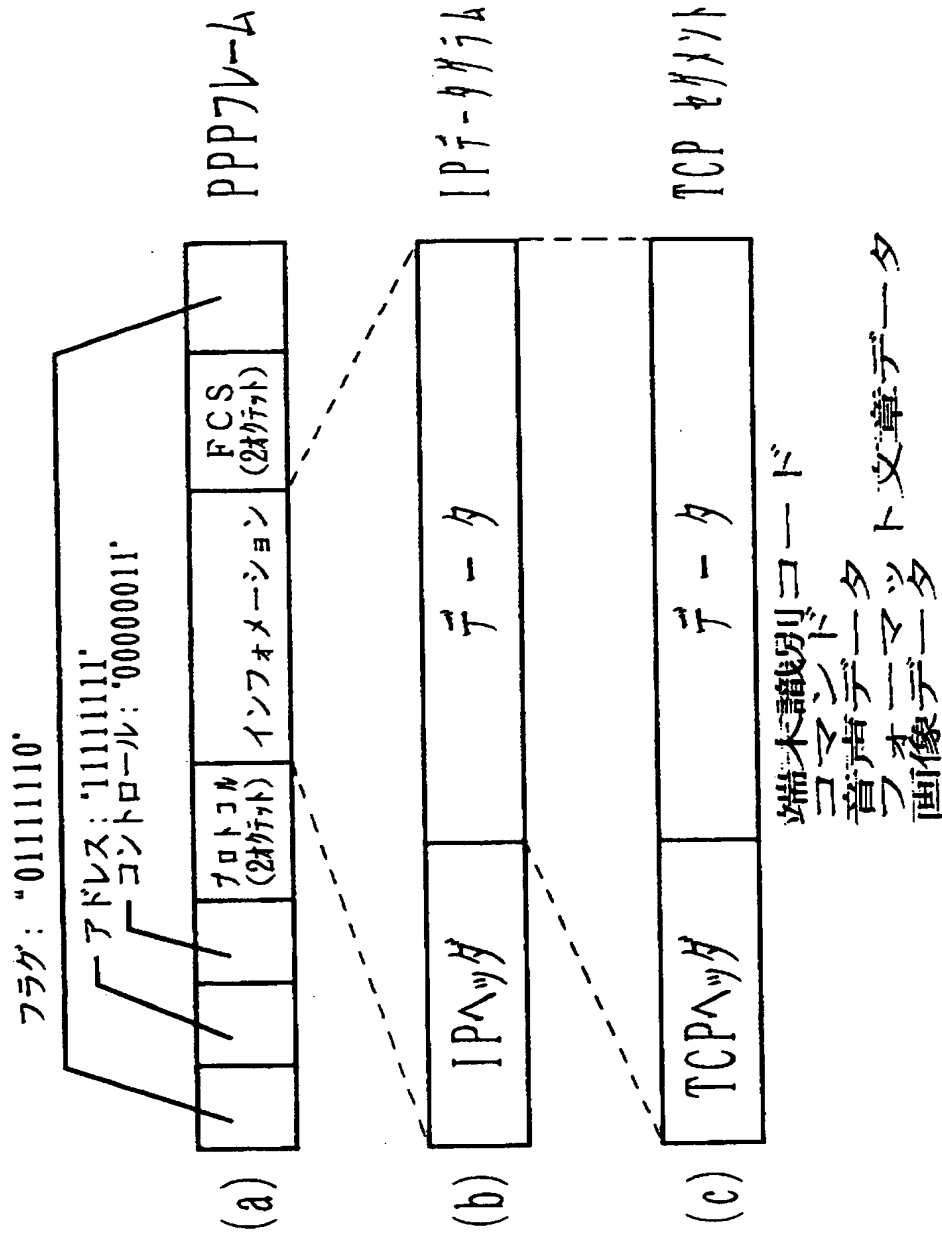 フラグ: "01111110"
アドレス: '11111111'
コントロール: '00000011'
(a)
プロトコル
(2オクテット)
インフォメーション
FCS
(2オクテット)
PPPフレーム
(b)
IPヘッダ
データ
IPデータグラム
(c)
TCPヘッダ
データ
TCP セグメント
端末識別コード
コマンド
音声データ
フォーマット文章データ
画像データ